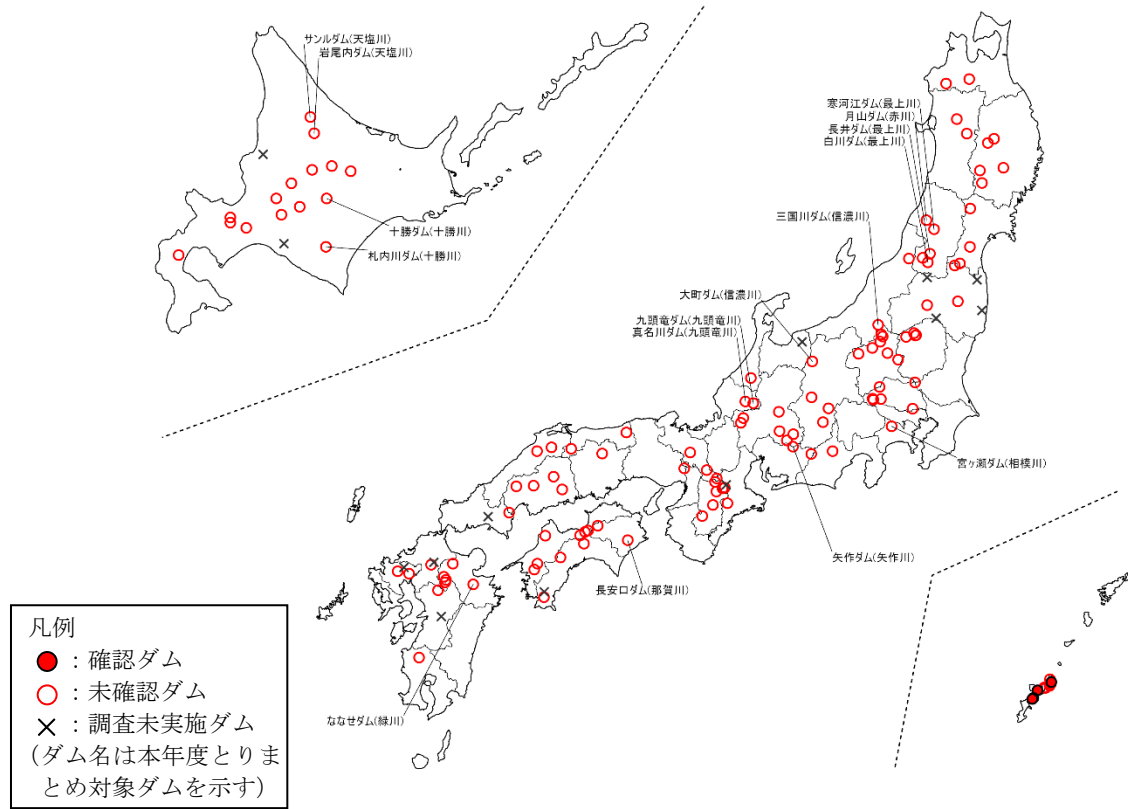 サンルダム(天塩川)
岩尾内ダム(天塩川)
十勝ダム(十勝川)
札内川ダム(十勝川)
寒河江ダム(最上川)
月山ダム(赤川)
長井ダム(最上川)
白川ダム(最上川)
三国川ダム(信濃川)
大町ダム(信濃川)
九頭竜ダム(九頭竜川)
真名川ダム(九頭竜川)
宮ヶ瀬ダム(相模川)
矢作ダム(矢作川)
長安口ダム(那賀川)
ななせダム(緑川)
凡例
：確認ダム
：未確認ダム
：調査未実施ダム
(ダム名は本年度とりま
とめ対象ダムを示す)